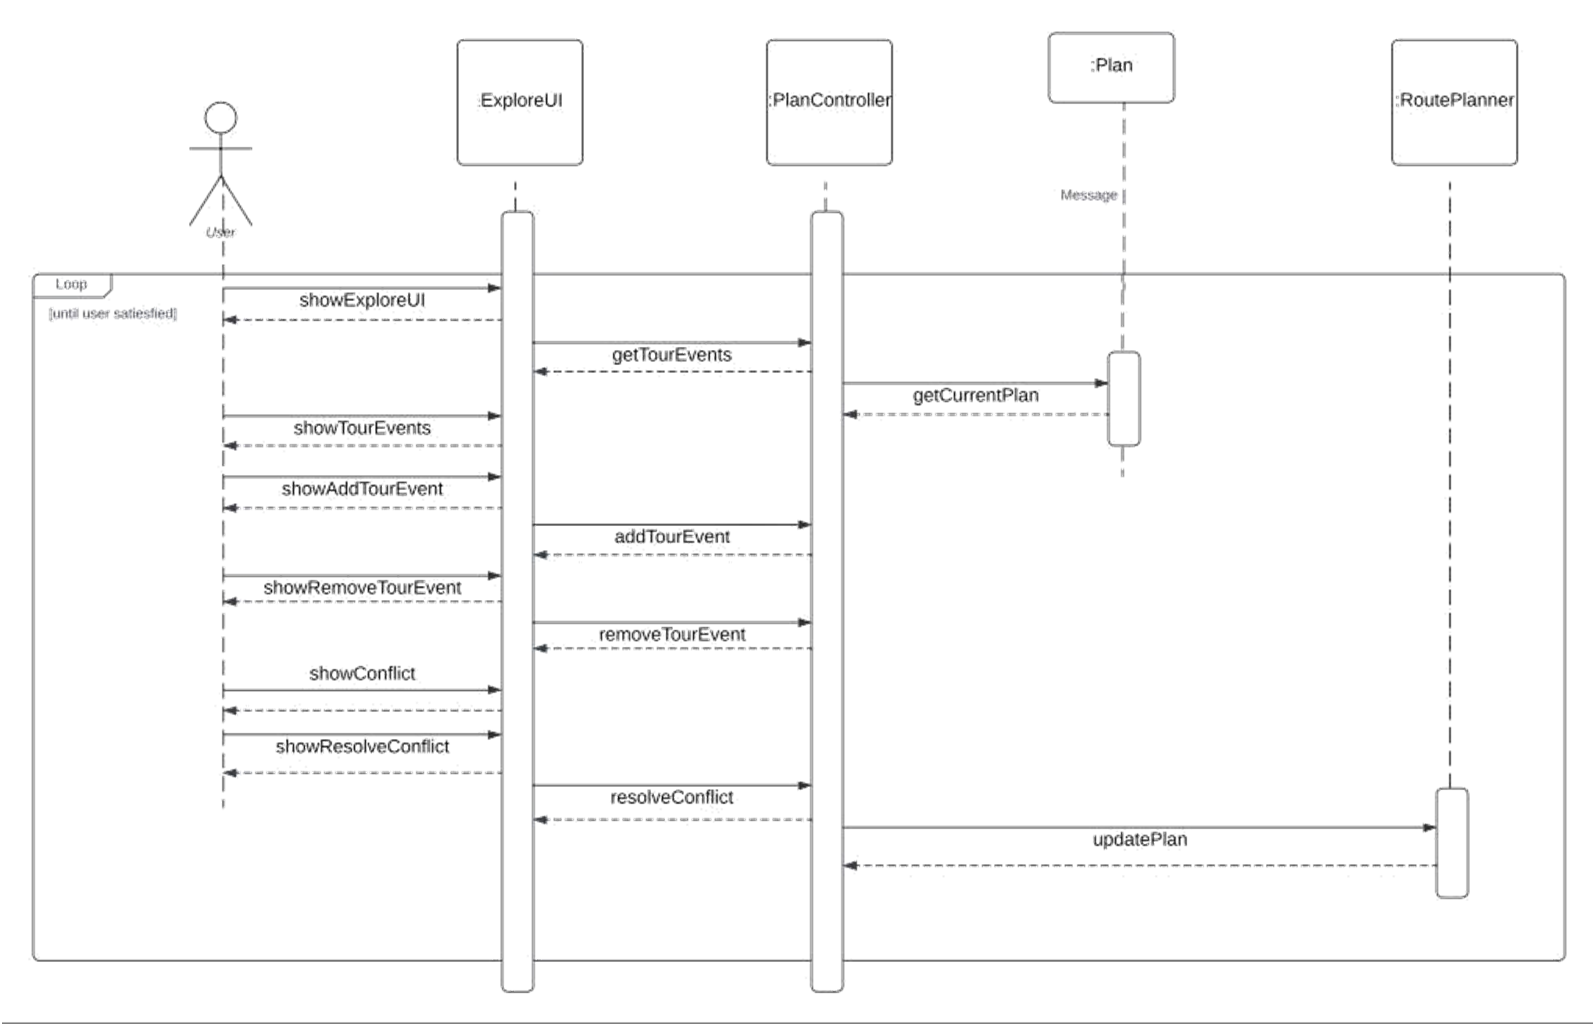 :ExploreUI
:PlanController
:Plan
:RoutePlanner
Message
User
Loop
[until user satiesfied]
showExploreUI
getTourEvents
getCurrentPlan
showTourEvents
showAddTourEvent
addTourEvent
showRemoveTourEvent
removeTourEvent
showConflict
showResolveConflict
resolveConflict
updatePlan